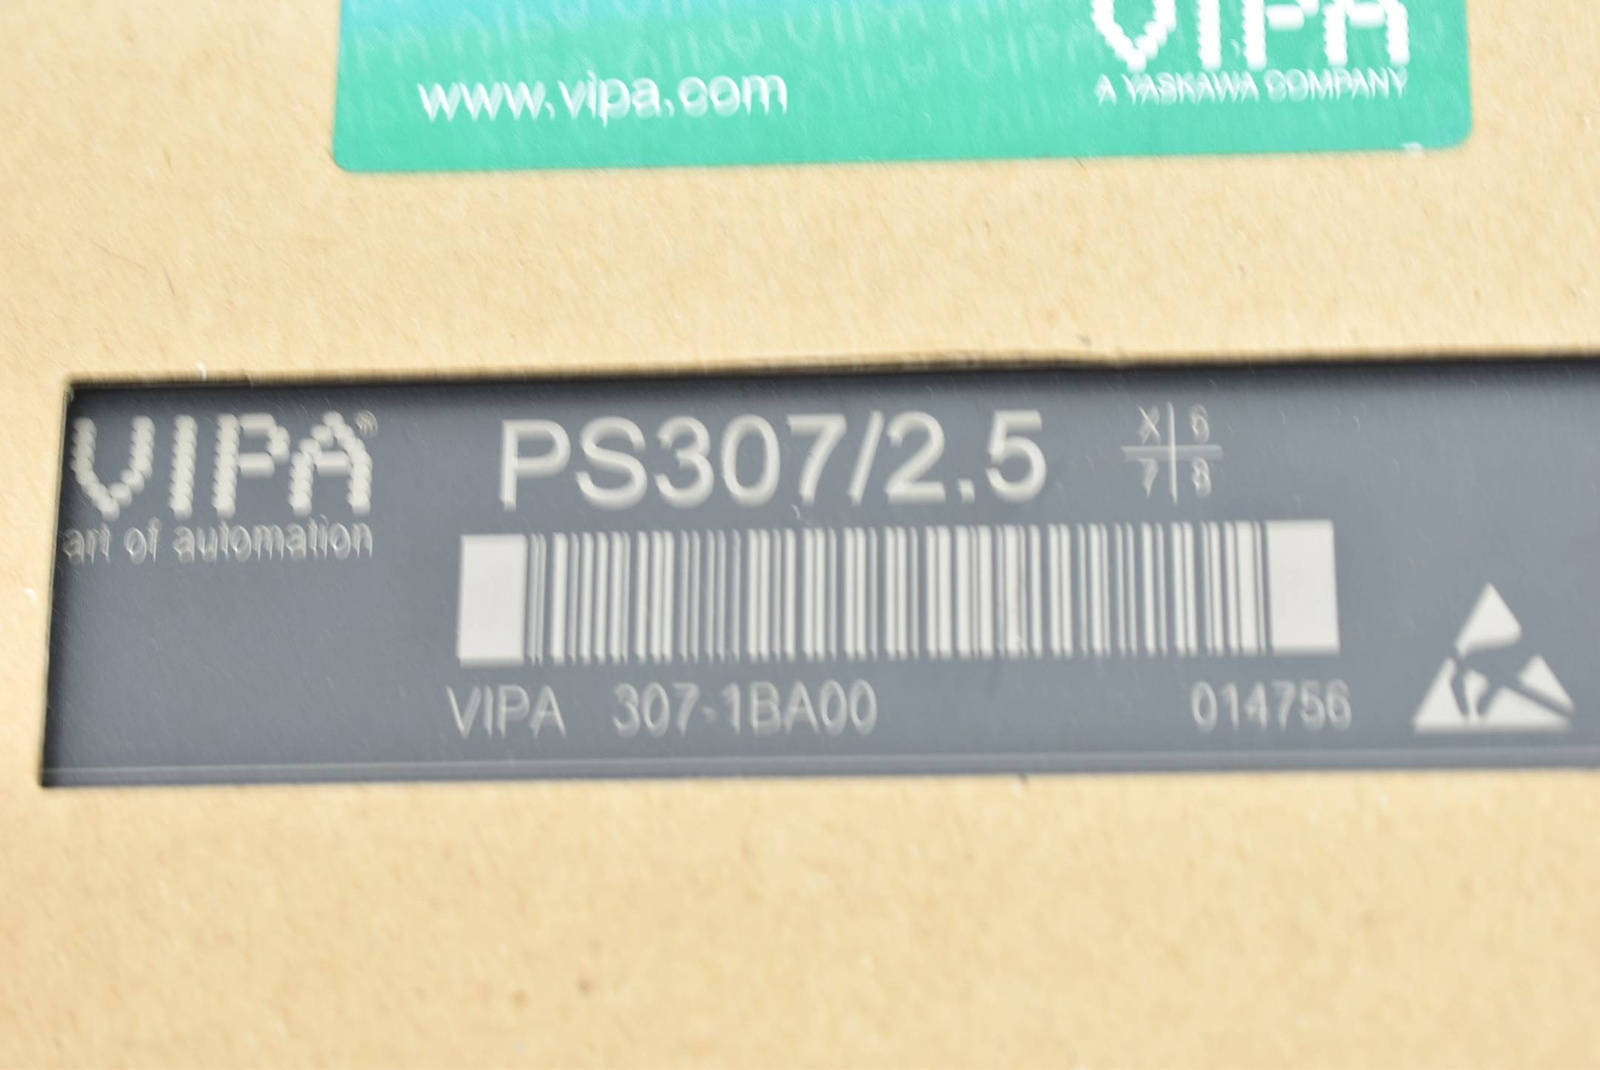 VIPA
www.vipa.com
A YASKAWA COMPANY
VIPA®
art of automation
PS307/2.5
X 6
7 8
VIPA 307-1BA00
014756